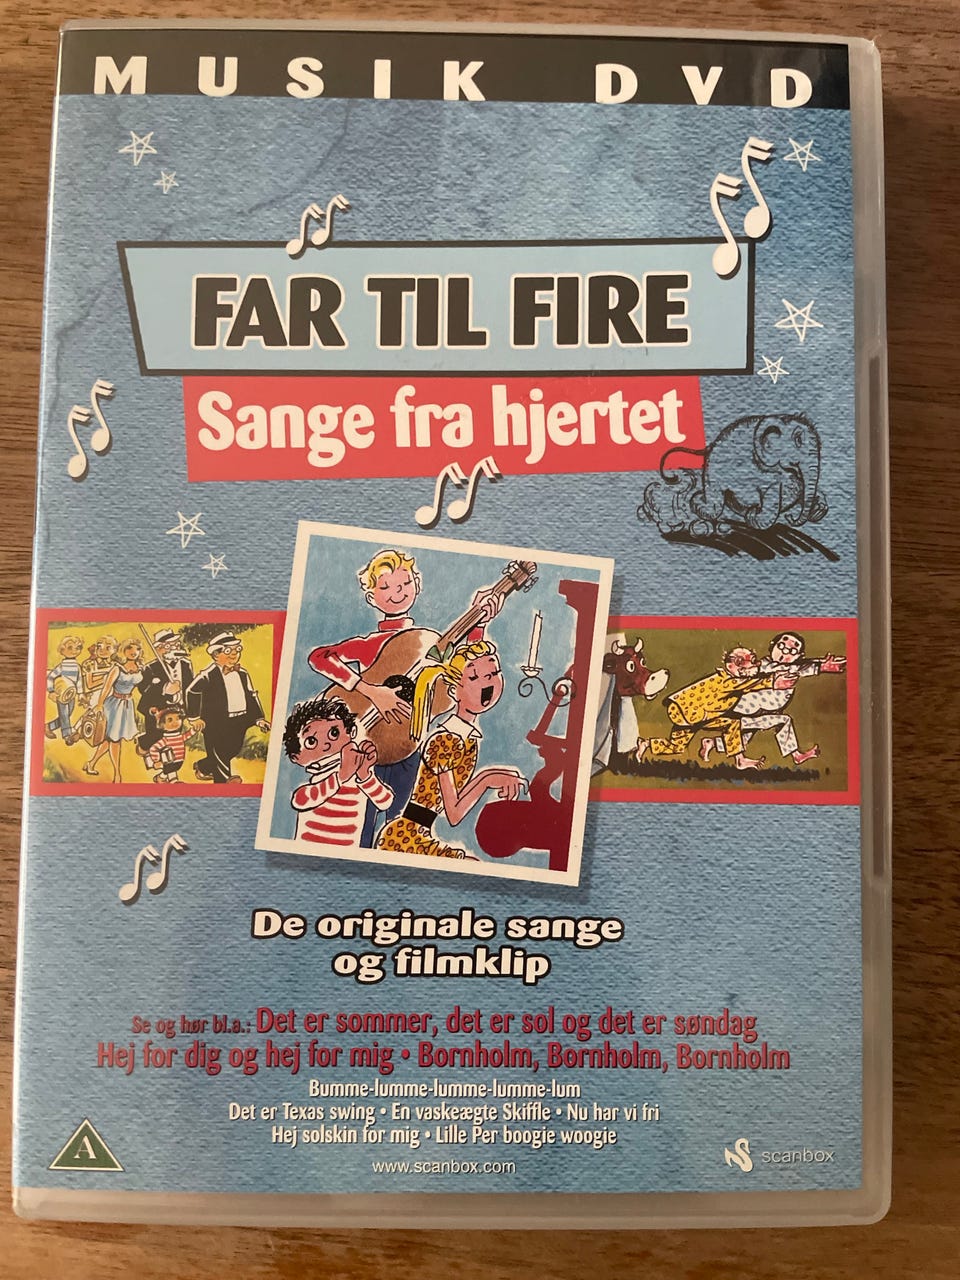 MUSIK DVD
FAR TIL FIRE
Sange fra hjertet
De originale sange
og filmklip
Se og hør bl.a.: Det er sommer, det er sol og det er søndag
Hej for dig og hej for mig • Bornholm, Bornholm, Bornholm
Bumme-lumme-lumme-lumme-lum
Det er Texas swing • En vaskeægte Skiffle • Nu har vi fri
Hej solskin for mig • Lille Per boogie woogie
www.scanbox.com
A
scanbox